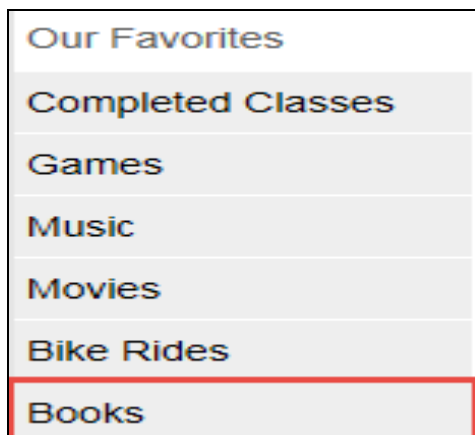 Our Favorites
Completed Classes
Games
Music
Movies
Bike Rides
Books